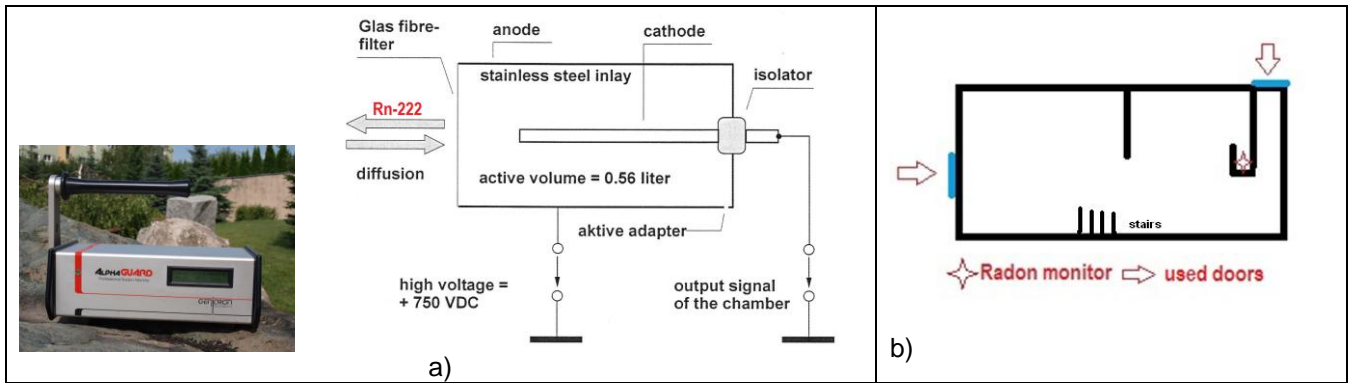 ALPHAGUARD
Glas fibre-
filter
anode
cathode
stainless steel inlay
isolator
Rn-222
diffusion
active volume = 0.56 liter
aktive adapter
high voltage =
+ 750 VDC
output signal
of the chamber
a)
stairs
Radon monitor
used doors
b)